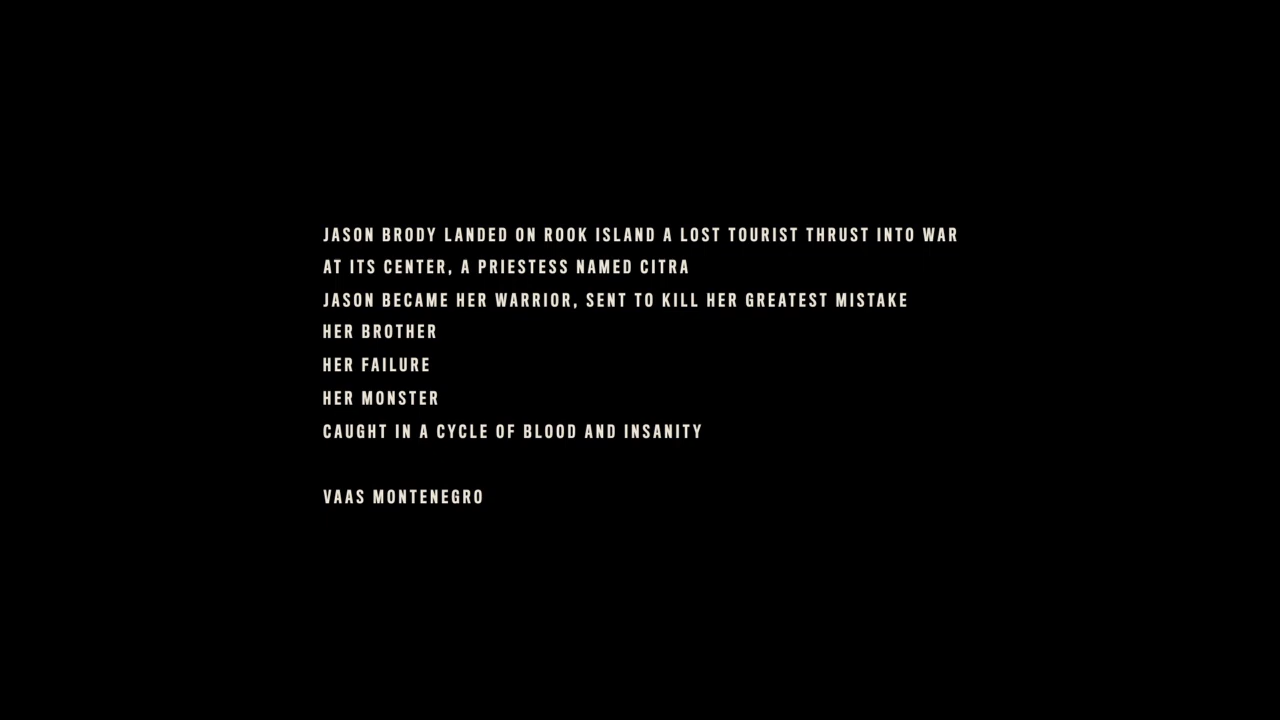 JASON BRODY LANDED ON ROOK ISLAND A LOST TOURIST THRUST INTO WAR
AT ITS CENTER, A PRIESTESS NAMED CITRA
JASON BECAME HER WARRIOR, SENT TO KILL HER GREATEST MISTAKE
HER BROTHER
HER FAILURE
HER MONSTER
CAUGHT IN A CYCLE OF BLOOD AND INSANITY
VAAS MONTENEGRO